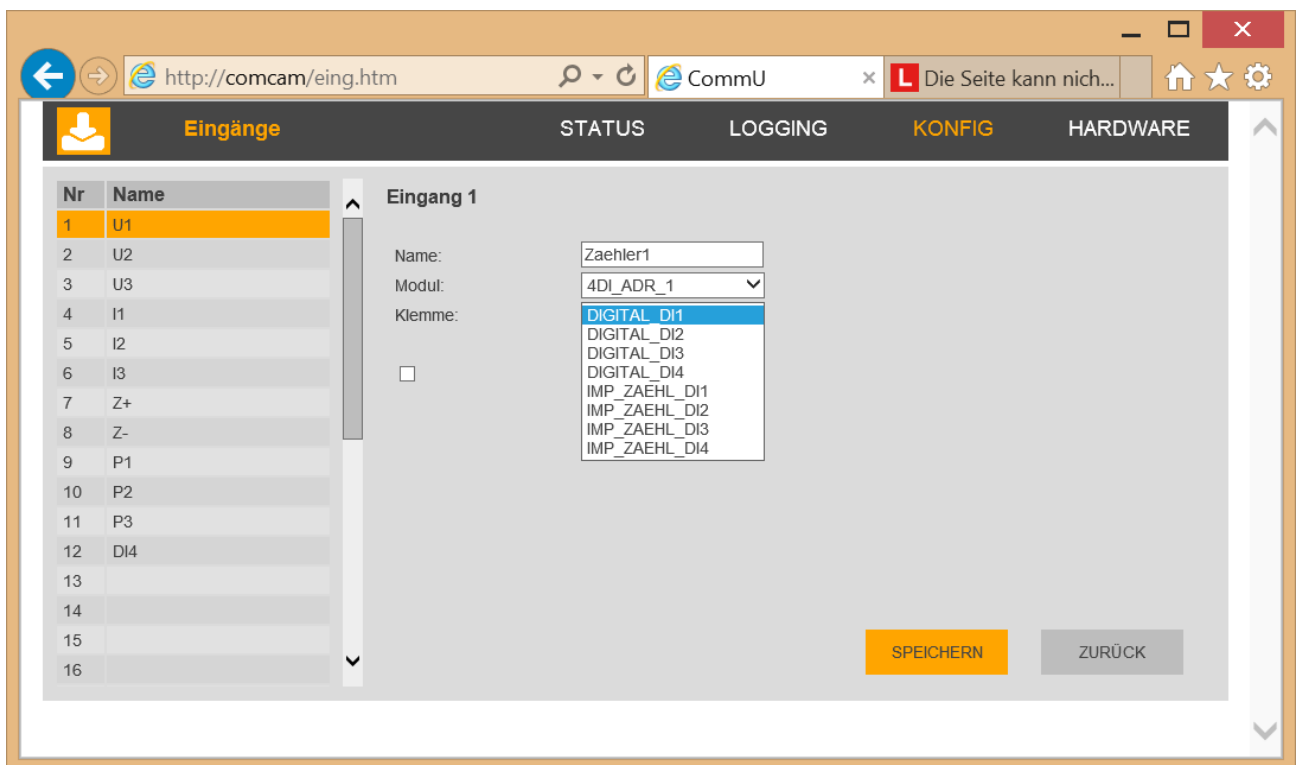 http://comcam/eing.htm
CommU
L Die Seite kann nich...
Eingänge STATUS LOGGING KONFIG HARDWARE
Nr Name
1 U1
2 U2
3 U3
4 I1
5 I2
6 I3
7 Z+
8 Z-
9 P1
10 P2
11 P3
12 DI4
13
14
15
16
Eingang 1
Name: Zaehler1
Modul: 4DI_ADR_1
Klemme:
DIGITAL_DI1
DIGITAL_DI2
DIGITAL_DI3
DIGITAL_DI4
IMP_ZAEHL_DI1
IMP_ZAEHL_DI2
IMP_ZAEHL_DI3
IMP_ZAEHL_DI4
SPEICHERN ZURÜCK